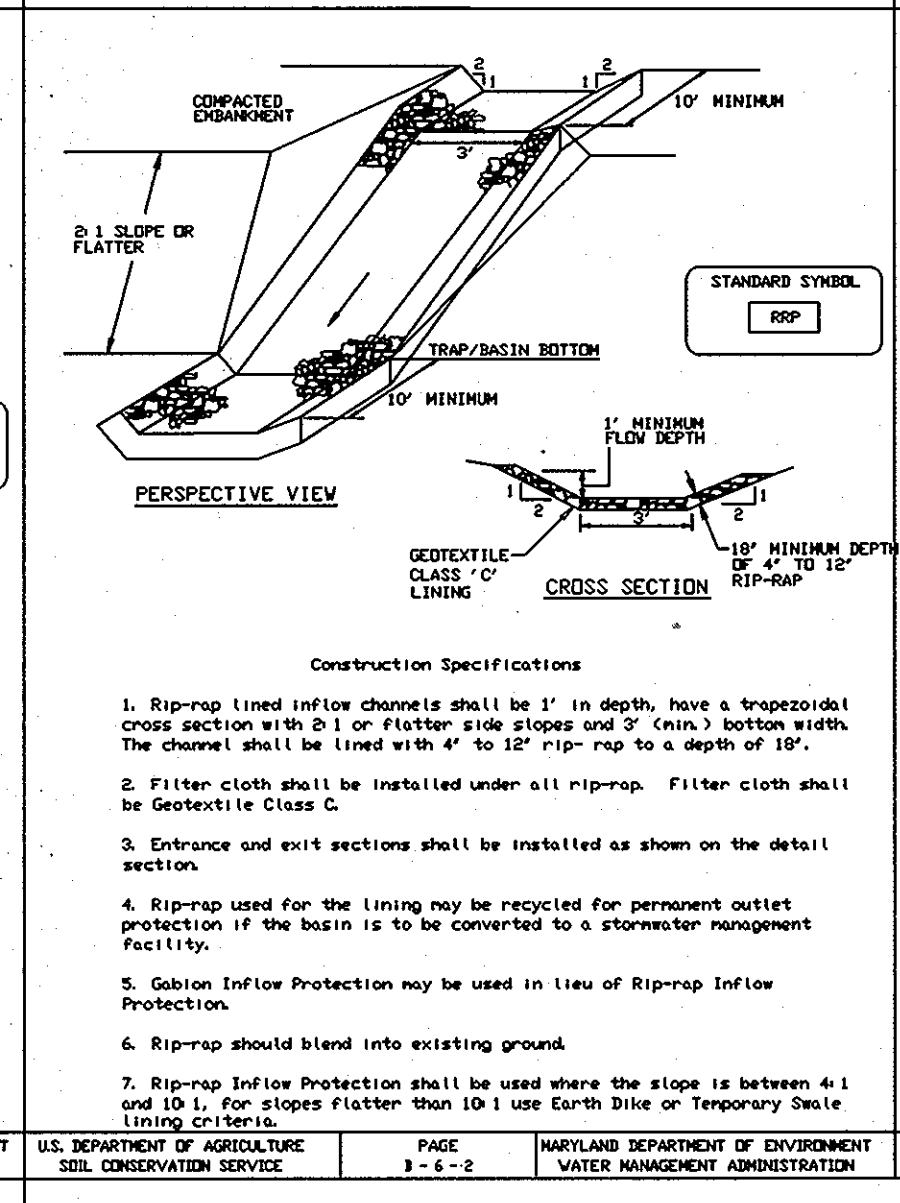 2
1
2
1
COMPACTED
EMBANKMENT
10' MINIMUM
3'
2:1 SLOPE OR
FLATTER
STANDARD SYMBOL
RRP
TRAP/BASIN BOTTOM
10' MINIMUM
PERSPECTIVE VIEW
1' MINIMUM
FLOW DEPTH
1
2
3'
1
2
GEOTEXTILE
CLASS 'C'
LINING
18" MINIMUM DEPTH
OF 4" TO 12"
RIP-RAP
CROSS SECTION
Construction Specifications
1. Rip-rap lined inflow channels shall be 1' in depth, have a trapezoidal
cross section with 2:1 or flatter side slopes and 3' (min.) bottom width.
The channel shall be lined with 4" to 12" rip- rap to a depth of 18".
2. Filter cloth shall be installed under all rip-rap. Filter cloth shall
be Geotextile Class C.
3. Entrance and exit sections shall be installed as shown on the detail
section.
4. Rip-rap used for the lining may be recycled for permanent outlet
protection if the basin is to be converted to a stormwater management
facility.
5. Gabion Inflow Protection may be used in lieu of Rip-rap Inflow
Protection.
6. Rip-rap should blend into existing ground.
7. Rip-rap Inflow Protection shall be used where the slope is between 4:1
and 10:1, for slopes flatter than 10:1 use Earth Dike or Temporary Swale
lining criteria.
T
U.S. DEPARTMENT OF AGRICULTURE
SOIL CONSERVATION SERVICE
PAGE
B - 6 - 2
MARYLAND DEPARTMENT OF ENVIRONMENT
WATER MANAGEMENT ADMINISTRATION